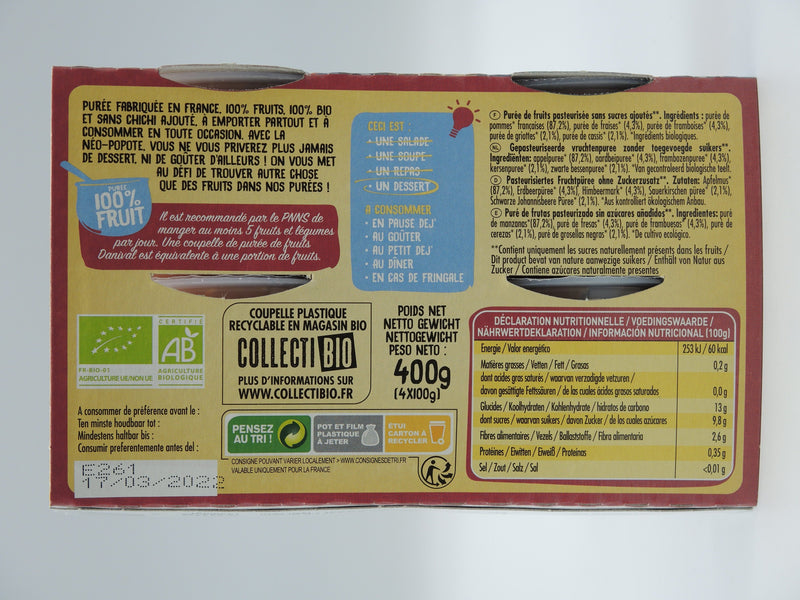 PURÉE FABRIQUÉE EN FRANCE, 100% FRUITS, 100% BIO
ET SANS CHICHI AJOUTÉ, À EMPORTER PARTOUT ET À
CONSOMMER EN TOUTE OCCASION. AVEC LA
NÉO-POPOTE, VOUS NE VOUS PRIVEREZ PLUS JAMAIS
DE DESSERT, NI DE GOÛTER D'AILLEURS ! ON VOUS MET
AU DÉFI DE TROUVER AUTRE CHOSE
QUE DES FRUITS DANS NOS PURÉES !
PURÉE
100%
FRUIT
Il est recommandé par le PNNS de
manger au moins 5 fruits et légumes
par jour. Une coupelle de purée de fruits
Danival est équivalente à une portion de fruits.
CECI EST :
- UNE SALADE
- UNE SOUPE
- UN REPAS
- UN DESSERT
A CONSOMMER
- EN PAUSE DEJ'
- AU GOÛTER
- AU PETIT DEJ'
- AU DÎNER
- EN CAS DE FRINGALE
F Purée de fruits pasteurisée sans sucres ajoutés**. Ingrédients : purée de
pommes* françaises (87,2%), purée de fraises* (4,3%), purée de framboises* (4,3%),
purée de griottes* (2,1%), purée de cassis* (2,1%). *Ingrédients biologiques.
NL Gepasteuriseerde vruchtenpuree zonder toegevoegde suikers**.
Ingrediënten: appelpuree* (87,2%), aardbeipuree* (4,3%), frambozenpuree* (4,3%),
kersenpuree* (2,1%), zwarte bessenpuree* (2,1%). *Van gecontroleerd biologische teelt.
D Pasteurisiertes Fruchtpüree ohne Zuckerzusatz**. Zutaten: Apfelmus*
(87,2%), Erdbeerpüree* (4,3%), Himbeermark* (4,3%), Sauerkirschen püree* (2,1%),
Schwarze Johannisbeere Püree* (2,1%). *Aus kontrolliert ökologischem Anbau.
E Puré de frutas pasteurizado sin azúcares añadidos**. Ingredientes: puré
de manzanas*(87,2%), puré de fresas* (4,3%), puré de frambuesas* (4,3%), puré de
cerezas* (2,1%), puré de grosellas negras* (2,1%). *De cultivo ecológico.
**Contient uniquement les sucres naturellement présents dans les fruits /
Dit product bevat van nature aanwezige suikers / Enthält von Natur aus
Zucker / Contiene azúcares naturalmente presentes
FR-BIO-01
AGRICULTURE UE/NON UE
CERTIFIÉ
AB
AGRICULTURE
BIOLOGIQUE
COUPELLE PLASTIQUE
RECYCLABLE EN MAGASIN BIO
COLLECTI BIO
PLUS D'INFORMATIONS SUR
WWW.COLLECTIBIO.FR
POIDS NET
NETTO GEWICHT
NETTOGEWICHT
PESO NETO :
400g
(4X100g)
DÉCLARATION NUTRITIONNELLE / VOEDINGSWAARDE /
NÄHRWERTDEKLARATION / INFORMACIÓN NUTRICIONAL (100g)
Energie / Valor energético 253 kJ / 60 kcal
Matières grasses / Vetten / Fett / Grasas 0,2g
dont acides gras saturés / waarvan verzadigde vetzuren /
davon gesättigte Fettsäuren / de las cuales ácidos grasos saturados 0,0 g
Glucides / Koolhydraten / Kohlenhydrate / hidratos de carbono 13 g
dont sucres / waarvan suikers / davon Zucker / de los cuales azúcares 9,8 g
Fibres alimentaires / Vezels / Ballaststoffe / Fibra alimentaria 2,6 g
Protéines / Eiwitten / Eiweiß / Proteinas 0,35 g
Sel / Zout / Salz / Sal <0,01 g
A consommer de préférence avant le :
Ten minste houdbaar tot :
Mindestens haltbar bis :
Consumir preferentemente antes del :
E261
17/03/2022
PENSEZ
AU TRI !
POT ET FILM
PLASTIQUE
À JETER
ÉTUI
CARTON À
RECYCLER
CONSIGNE POUVANT VARIER LOCALEMENT > WWW.CONSIGNESDETRI.FR
VALABLE UNIQUEMENT POUR LA FRANCE